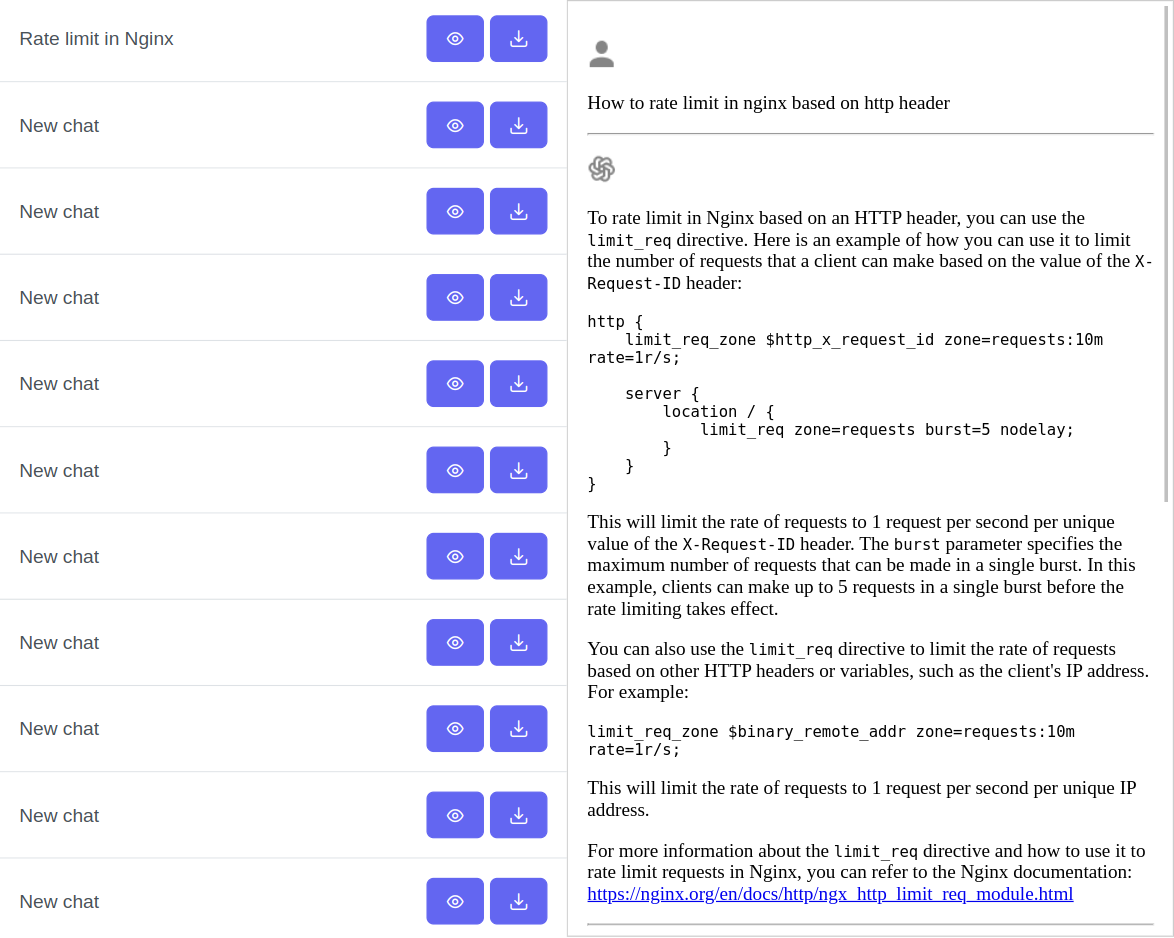 Rate limit in Nginx
New chat
New chat
New chat
New chat
New chat
New chat
New chat
New chat
New chat
New chat
How to rate limit in nginx based on http header
To rate limit in Nginx based on an HTTP header, you can use the
limit_req directive. Here is an example of how you can use it to limit
the number of requests that a client can make based on the value of the X-
Request-ID header:
http {
    limit_req_zone $http_x_request_id zone=requests:10m
rate=1r/s;
    server {
        location / {
            limit_req zone=requests burst=5 nodelay;
        }
    }
}
This will limit the rate of requests to 1 request per second per unique
value of the X-Request-ID header. The burst parameter specifies the
maximum number of requests that can be made in a single burst. In this
example, clients can make up to 5 requests in a single burst before the
rate limiting takes effect.
You can also use the limit_req directive to limit the rate of requests
based on other HTTP headers or variables, such as the client's IP address.
For example:
limit_req_zone $binary_remote_addr zone=requests:10m
rate=1r/s;
This will limit the rate of requests to 1 request per second per unique IP
address.
For more information about the limit_req directive and how to use it to
rate limit requests in Nginx, you can refer to the Nginx documentation:
https://nginx.org/en/docs/http/ngx_http_limit_req_module.html